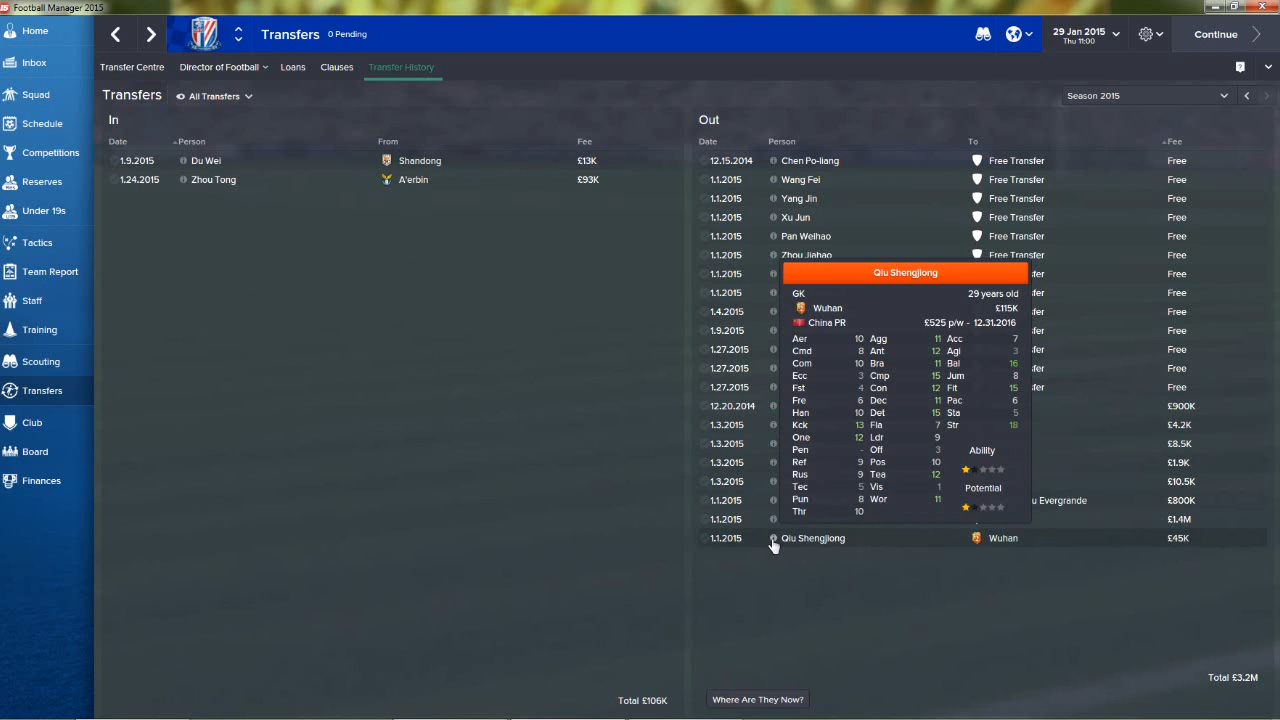 Football Manager 2015
Home
Inbox
Squad
Schedule
Competitions
Reserves
Under 19s
Tactics
Team Report
Staff
Training
Scouting
Transfers
Club
Board
Finances
Transfers 0 Pending
29 Jan 2015
Thu 11:00
Continue
Transfer Centre Director of Football Loans Clauses Transfer History
Transfers All Transfers
Season 2015
In
Date Person From Fee
1.9.2015 Du Wei Shandong £13K
1.24.2015 Zhou Tong A'erbin £93K
Total £106K
Out
Date Person To Fee
12.15.2014 Chen Po-liang Free Transfer Free
1.1.2015 Wang Fei Free Transfer Free
1.1.2015 Yang Jin Free Transfer Free
1.1.2015 Xu Jun Free Transfer Free
1.1.2015 Pan Weihao Free Transfer Free
1.1.2015 Zhou Jiahao Free Transfer Free
1.1.2015 sfer Free
1.1.2015 sfer Free
1.4.2015 sfer Free
1.9.2015 sfer Free
1.27.2015 sfer Free
1.27.2015 sfer Free
1.27.2015 sfer Free
12.20.2014 £900K
1.3.2015 £4.2K
1.3.2015 £8.5K
1.3.2015 £1.9K
1.3.2015 £10.5K
1.1.2015 u Evergrande £800K
1.1.2015 £1.4M
1.1.2015 Qiu Shengjiong Wuhan £45K
Qiu Shengjiong
GK 29 years old
Wuhan £115K
China PR £525 p/w - 12.31.2016
Aer 10 Agg 11 Acc 7
Cmd 8 Ant 12 Agi 3
Com 10 Bra 11 Bal 16
Ecc 3 Cmp 15 Jum 8
Fst 4 Con 12 Fit 15
Fre 6 Dec 11 Pac 6
Han 10 Det 15 Sta 5
Kck 13 Fla 7 Str 18
One 12 Ldr 9
Pen - Off 3
Ref 9 Pos 10
Rus 9 Tea 12
Tec 5 Vis 1
Pun 8 Wor 11
Thr 10
Ability
Potential
Total £3.2M
Where Are They Now?